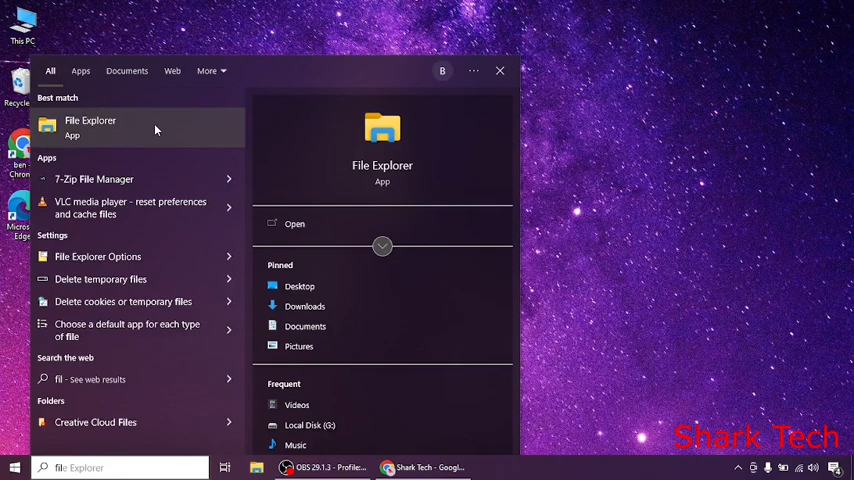 This PC
Recycle
ben -
Chron
Micros
Edge
All
Apps
Documents
Web
More
B
Best match
File Explorer
App
Apps
7-Zip File Manager
VLC media player - reset preferences
and cache files
Settings
File Explorer Options
Delete temporary files
Delete cookies or temporary files
Choose a default app for each type
of file
Search the web
fil - See web results
Folders
Creative Cloud Files
File Explorer
App
Open
Pinned
Desktop
Downloads
Documents
Pictures
Frequent
Videos
Local Disk (G:)
Music
Shark Tech
file Explorer
OBS 29.1.3 - Profile:...
Shark Tech - Googl...
4